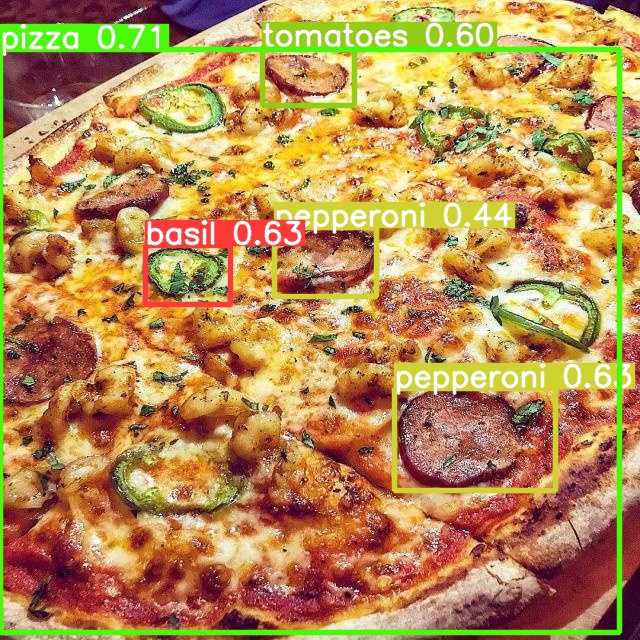 pizza 0.71
tomatoes 0.60
pepperoni 0.44
basil 0.63
pepperoni 0.63